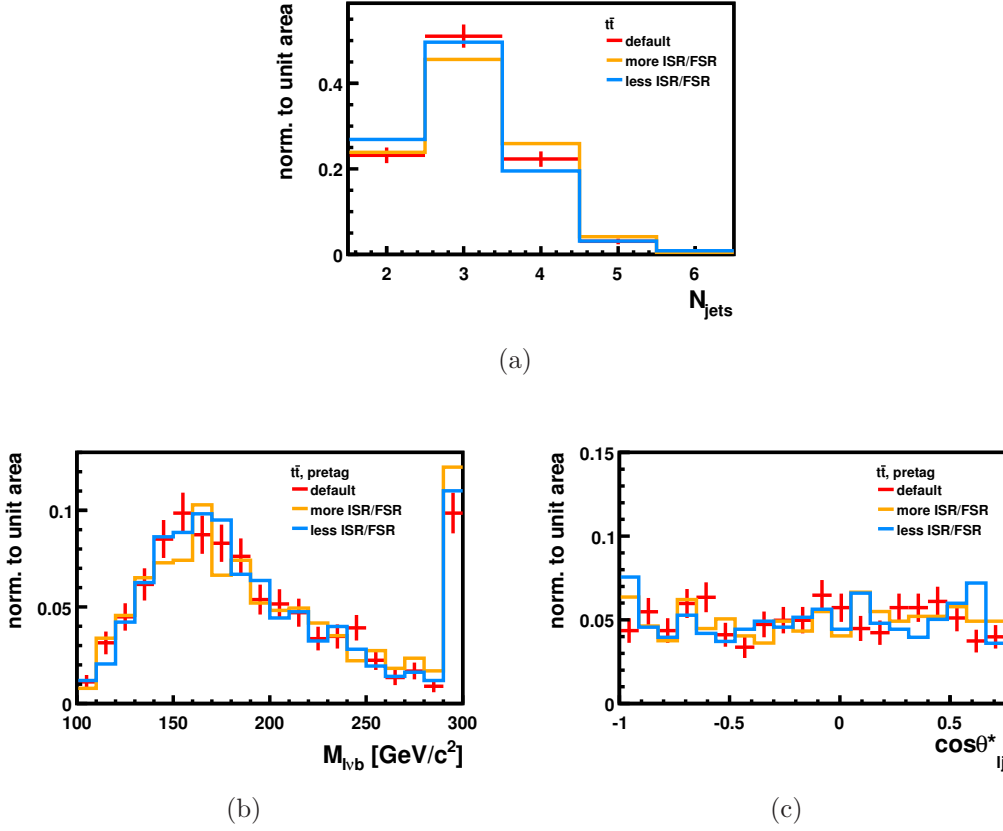 norm. to unit area
0.4
0.2
0
tt̄
default
more ISR/FSR
less ISR/FSR
2 3 4 5 6
N_jets
(a)
norm. to unit area
0.1
0.05
0
tt̄, pretag
default
more ISR/FSR
less ISR/FSR
100 150 200 250 300
M_lνb [GeV/c²]
(b)
norm. to unit area
0.15
0.1
0.05
0
tt̄, pretag
default
more ISR/FSR
less ISR/FSR
-1 -0.5 0 0.5
cosθ*_lj
(c)